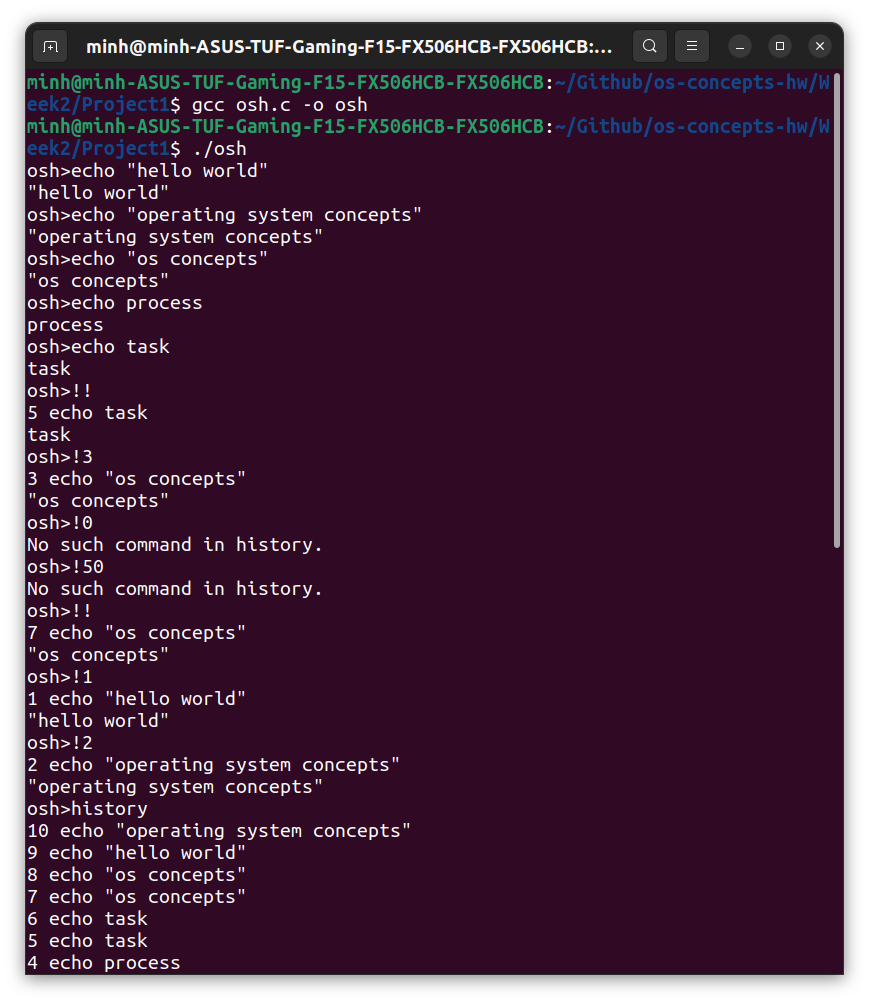 minh@minh-ASUS-TUF-Gaming-F15-FX506HCB-FX506HCB:...
minh@minh-ASUS-TUF-Gaming-F15-FX506HCB-FX506HCB:~/Github/os-concepts-hw/W
eek2/Project1$ gcc osh.c -o osh
minh@minh-ASUS-TUF-Gaming-F15-FX506HCB-FX506HCB:~/Github/os-concepts-hw/W
eek2/Project1$ ./osh
osh>echo "hello world"
"hello world"
osh>echo "operating system concepts"
"operating system concepts"
osh>echo "os concepts"
"os concepts"
osh>echo process
process
osh>echo task
task
osh>!!
5 echo task
task
osh>!3
3 echo "os concepts"
"os concepts"
osh>!0
No such command in history.
osh>!50
No such command in history.
osh>!!
7 echo "os concepts"
"os concepts"
osh>!1
1 echo "hello world"
"hello world"
osh>!2
2 echo "operating system concepts"
"operating system concepts"
osh>history
10 echo "operating system concepts"
9 echo "hello world"
8 echo "os concepts"
7 echo "os concepts"
6 echo task
5 echo task
4 echo process